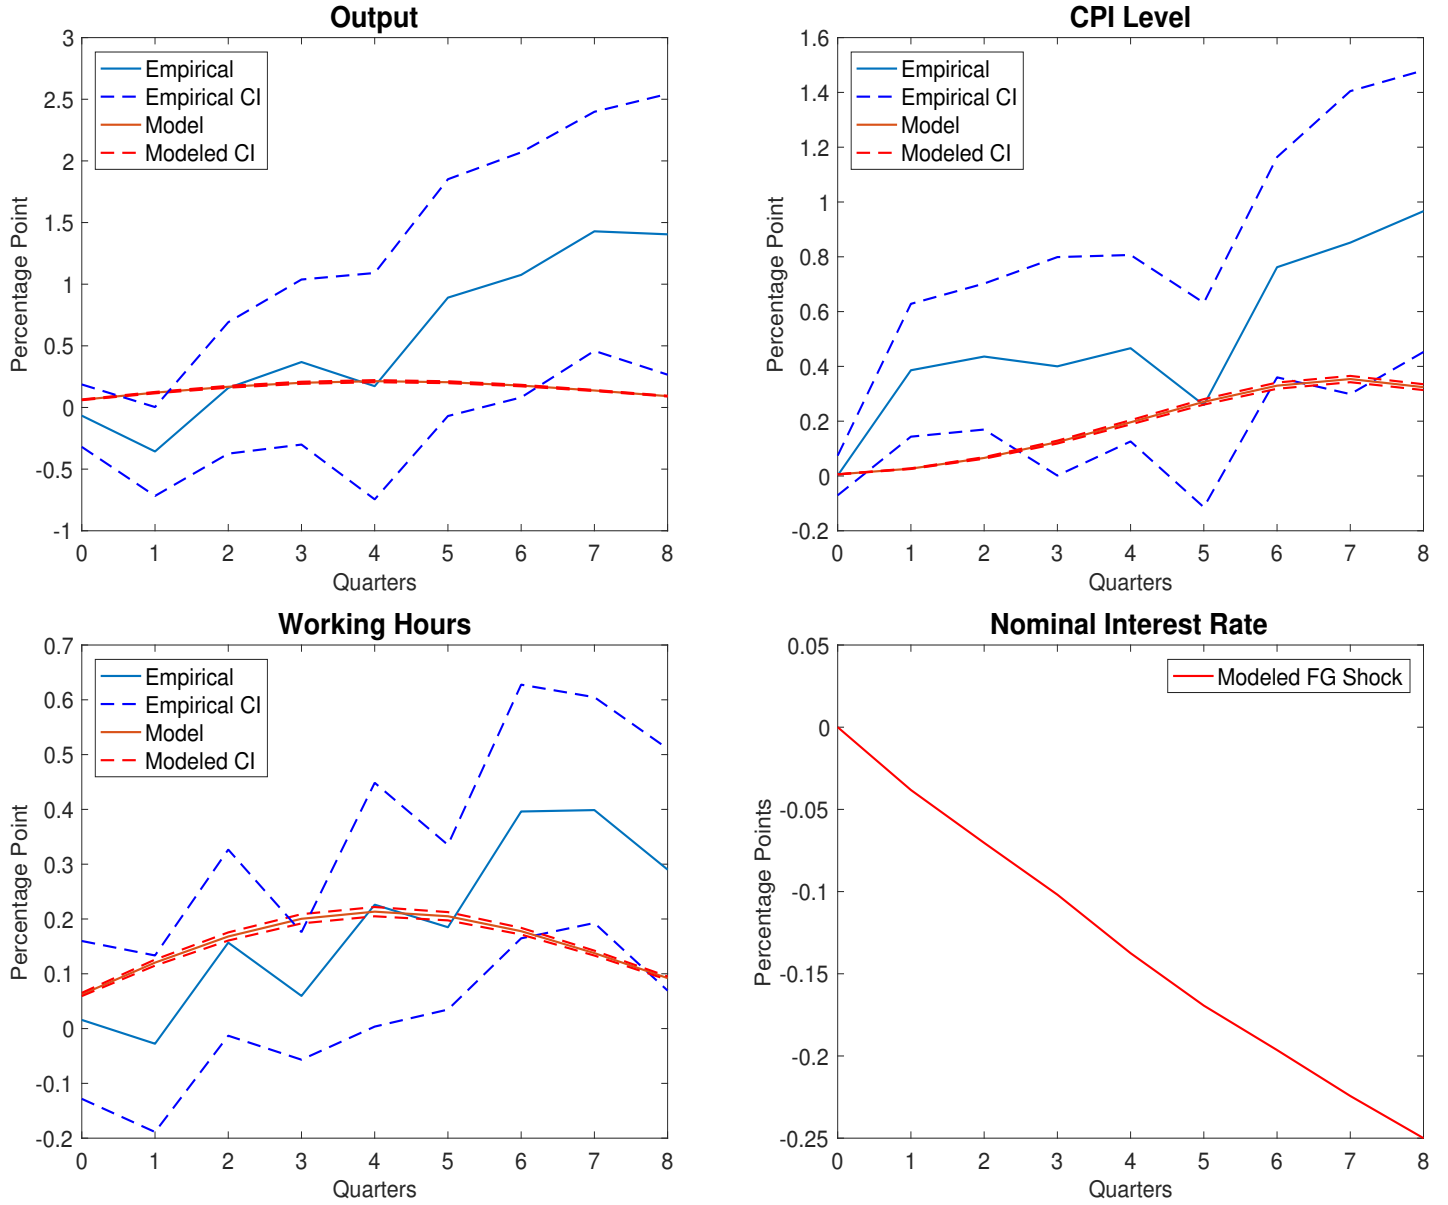 Output
3
2.5
2
1.5
1
0.5
0
-0.5
-1
Percentage Point
Empirical
Empirical CI
Model
Modeled CI
0 1 2 3 4 5 6 7 8
Quarters
CPI Level
1.6
1.4
1.2
1
0.8
0.6
0.4
0.2
0
-0.2
Percentage Point
Empirical
Empirical CI
Model
Modeled CI
0 1 2 3 4 5 6 7 8
Quarters
Working Hours
0.7
0.6
0.5
0.4
0.3
0.2
0.1
0
-0.1
-0.2
Percentage Point
Empirical
Empirical CI
Model
Modeled CI
0 1 2 3 4 5 6 7 8
Quarters
Nominal Interest Rate
0.05
0
-0.05
-0.1
-0.15
-0.2
-0.25
Percentage Points
Modeled FG Shock
0 1 2 3 4 5 6 7 8
Quarters